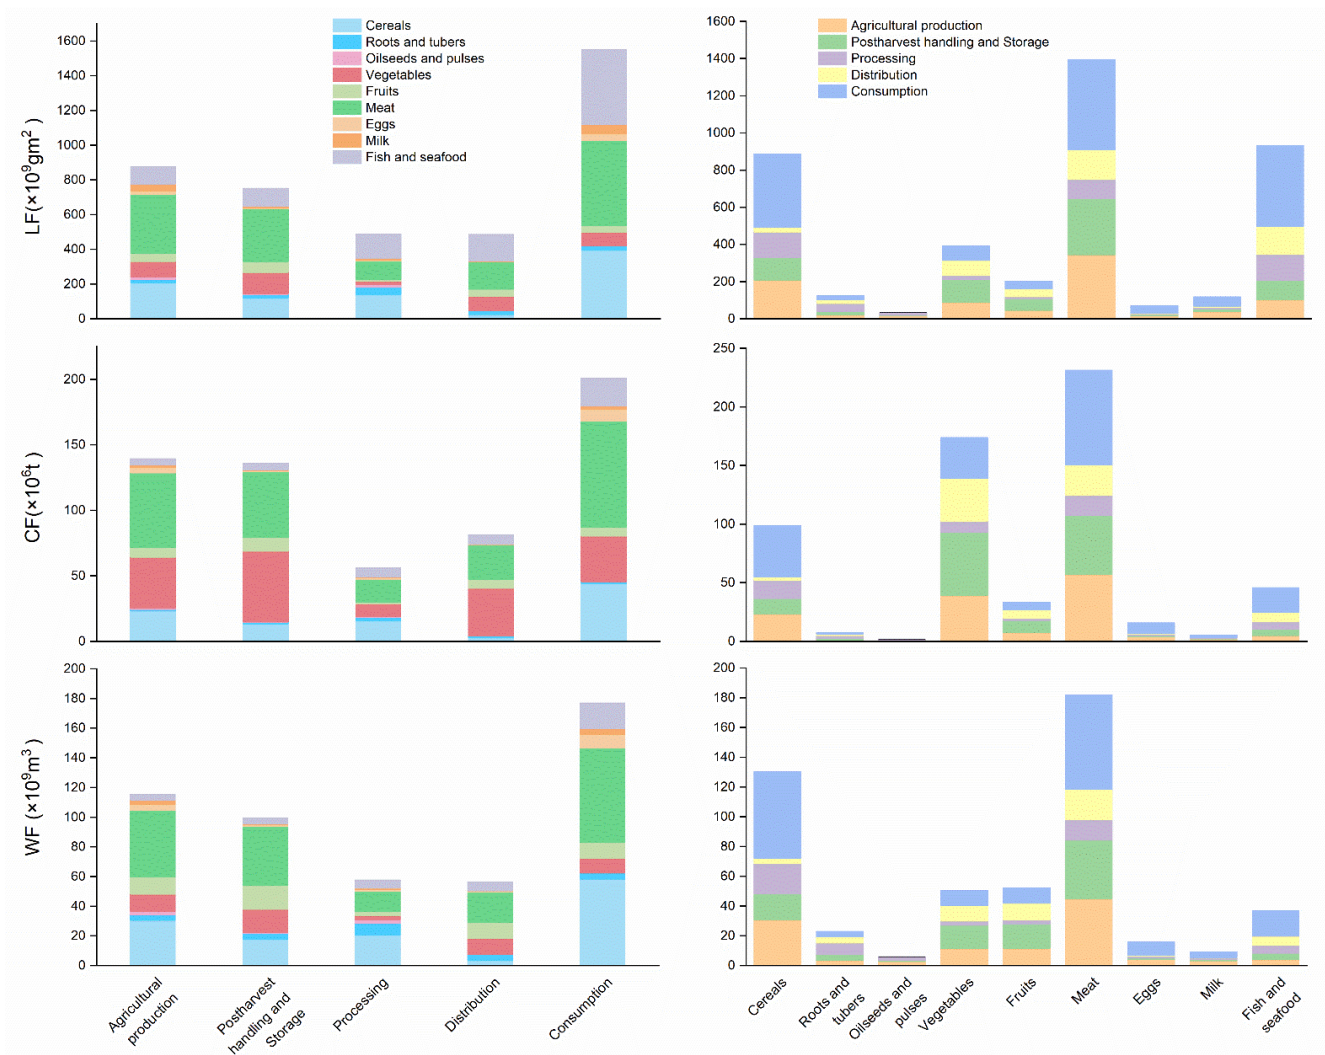 LF(×10⁹gm²)
1600
1400
1200
1000
800
600
400
200
0
Cereals
Roots and tubers
Oilseeds and pulses
Vegetables
Fruits
Meat
Eggs
Milk
Fish and seafood
1600
1400
1200
1000
800
600
400
200
0
Agricultural production
Postharvest handling and Storage
Processing
Distribution
Consumption
CF(×10⁶t)
200
150
100
50
0
250
200
150
100
50
0
WF (×10⁹m³)
200
180
160
140
120
100
80
60
40
20
0
Agricultural
production
Postharvest
handling and
Storage
Processing
Distribution
Consumption
200
180
160
140
120
100
80
60
40
20
0
Cereals
Roots and
tubers
Oilseeds and
pulses
Vegetables
Fruits
Meat
Eggs
Milk
Fish and
seafood